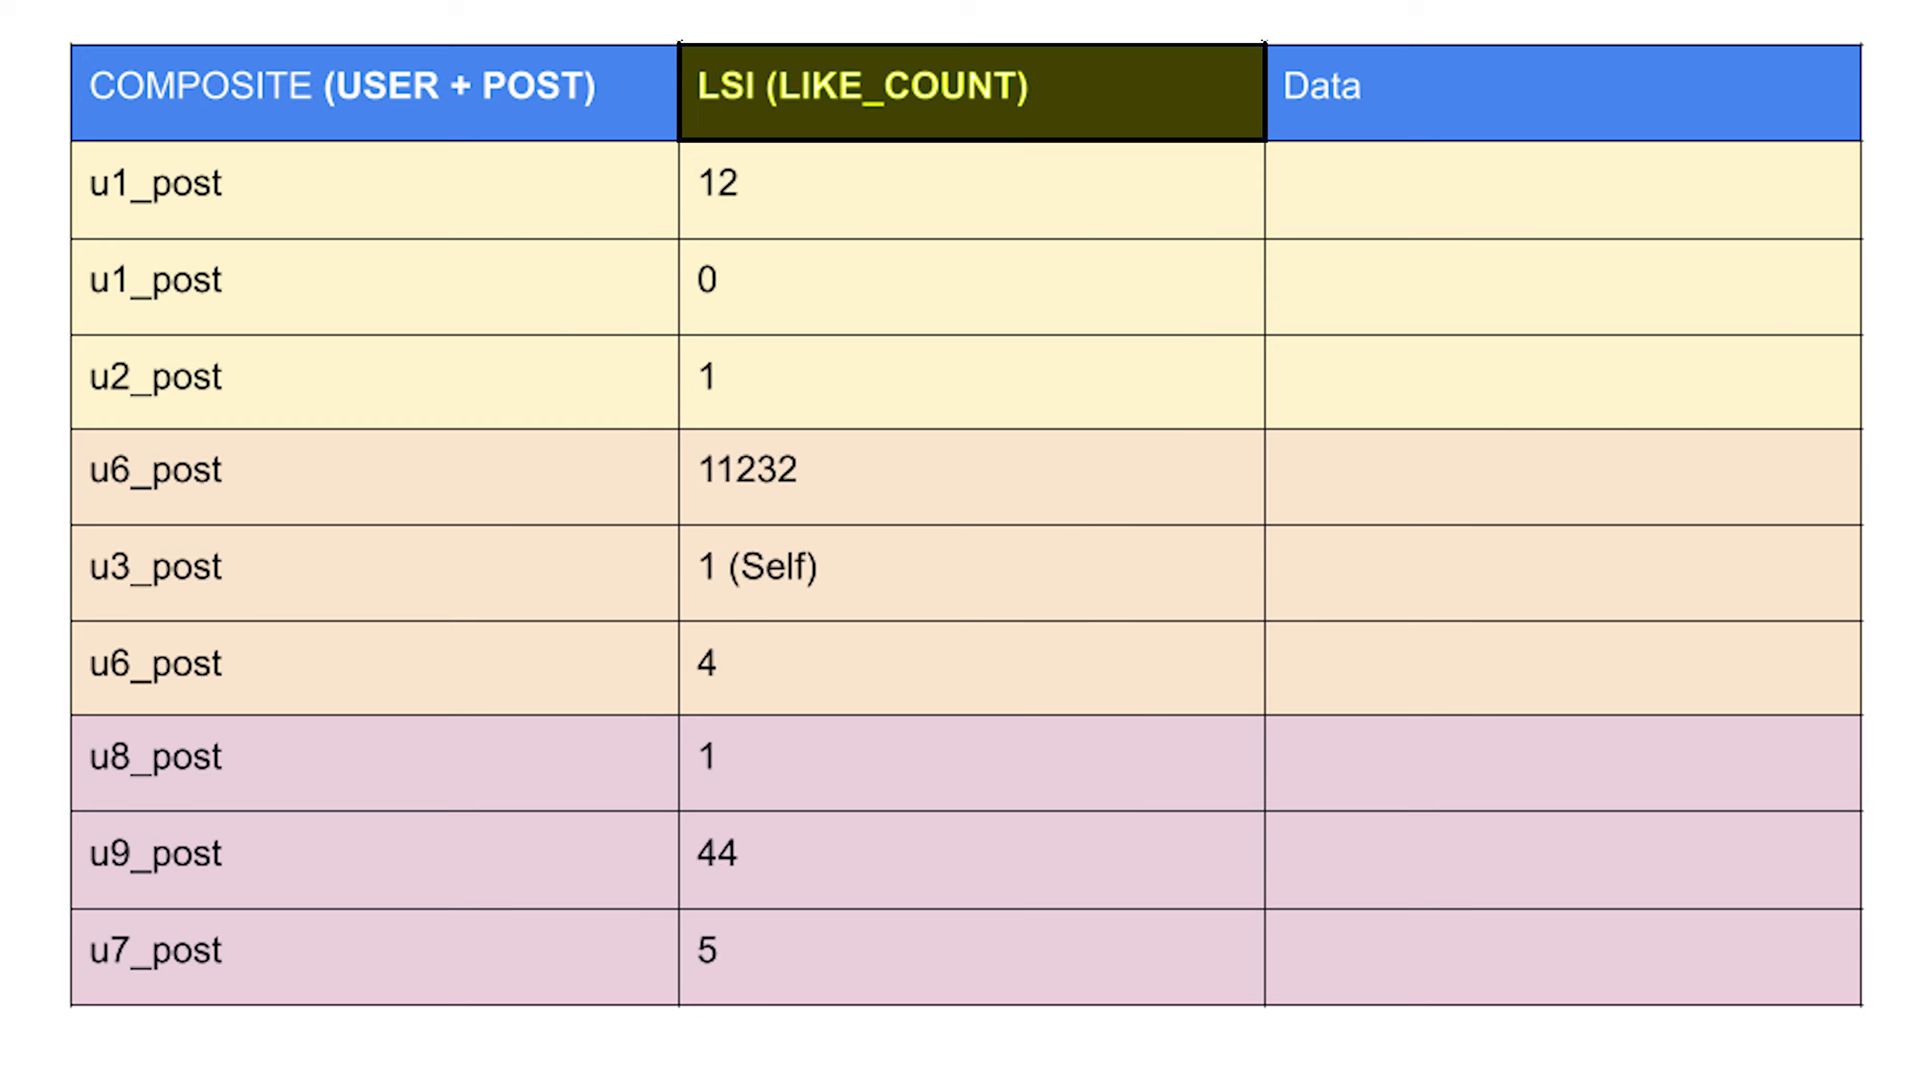 COMPOSITE (USER + POST) LSI (LIKE_COUNT) Data
u1_post 12
u1_post 0
u2_post 1
u6_post 11232
u3_post 1 (Self)
u6_post 4
u8_post 1
u9_post 44
u7_post 5